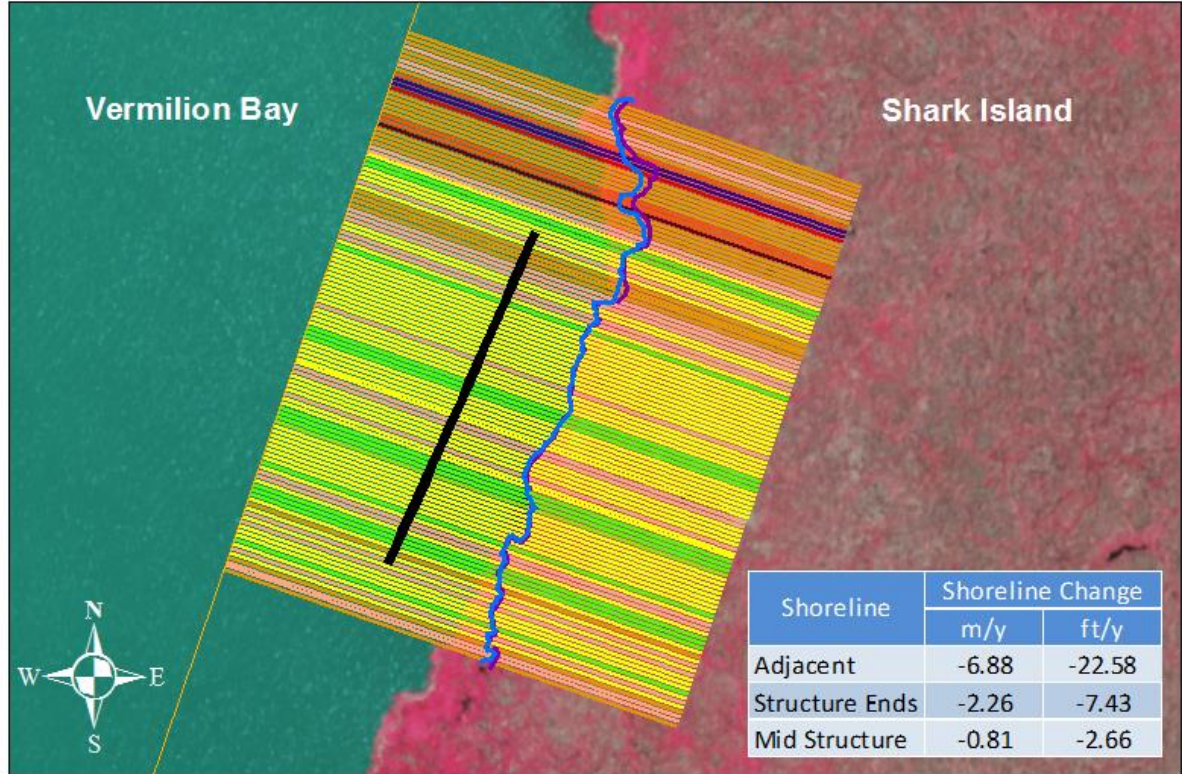 Vermilion Bay
Shark Island
N
W E
S
Shoreline Shoreline Change
m/y ft/y
Adjacent -6.88 -22.58
Structure Ends -2.26 -7.43
Mid Structure -0.81 -2.66